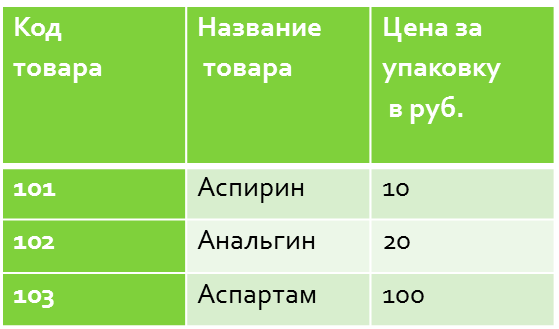 Код товара
Название товара
Цена за упаковку в руб.
101 Аспирин 10
102 Анальгин 20
103 Аспартам 100